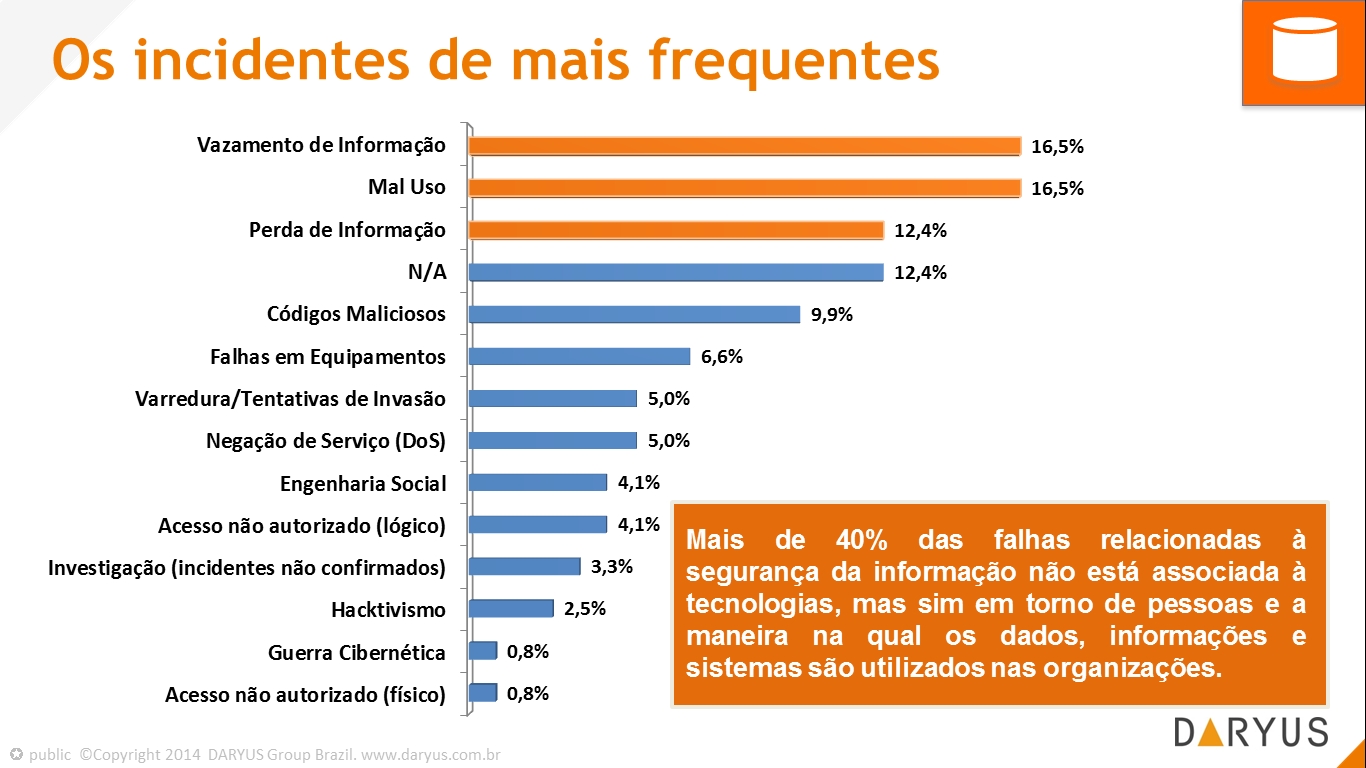 Os incidentes de mais frequentes
Vazamento de Informação 16,5%
Mal Uso 16,5%
Perda de Informação 12,4%
N/A 12,4%
Códigos Maliciosos 9,9%
Falhas em Equipamentos 6,6%
Varredura/Tentativas de Invasão 5,0%
Negação de Serviço (DoS) 5,0%
Engenharia Social 4,1%
Acesso não autorizado (lógico) 4,1%
Investigação (incidentes não confirmados) 3,3%
Hacktivismo 2,5%
Guerra Cibernética 0,8%
Acesso não autorizado (físico) 0,8%
Mais de 40% das falhas relacionadas à
segurança da informação não está associada à
tecnologias, mas sim em torno de pessoas e a
maneira na qual os dados, informações e
sistemas são utilizados nas organizações.
DARYUS
✪ public ©Copyright 2014 DARYUS Group Brazil. www.daryus.com.br